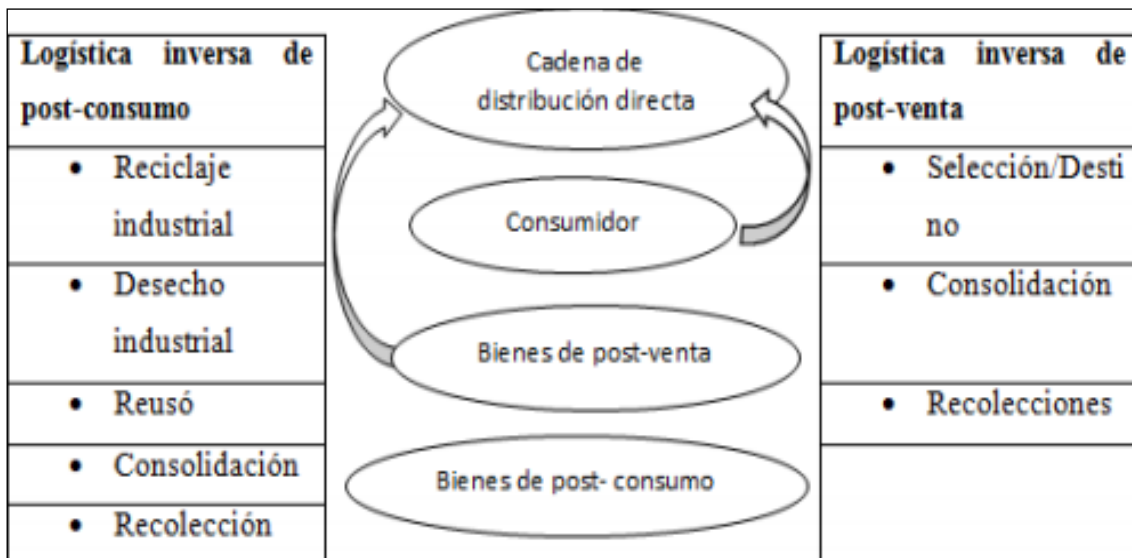 Logística inversa de
post-consumo
• Reciclaje
industrial
• Desecho
industrial
• Reusó
• Consolidación
• Recolección
Cadena de
distribución directa
Consumidor
Bienes de post-venta
Bienes de post- consumo
Logística inversa de
post-venta
• Selección/Desti
no
• Consolidación
• Recolecciones